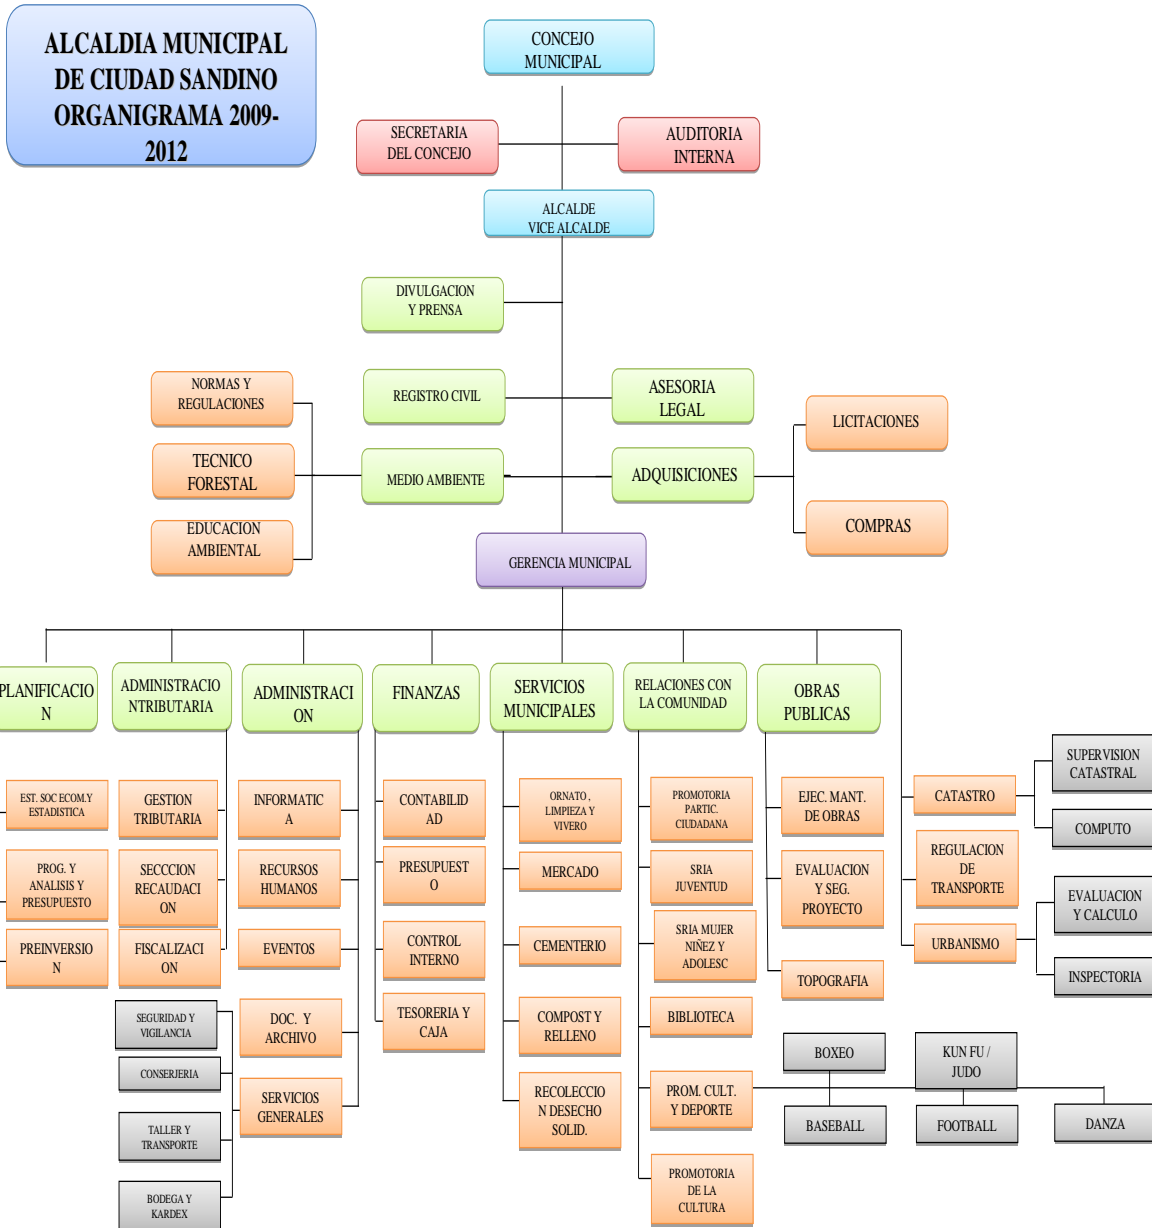 ALCALDIA MUNICIPAL
DE CIUDAD SANDINO
ORGANIGRAMA 2009-
2012
CONCEJO
MUNICIPAL
SECRETARIA
DEL CONCEJO
AUDITORIA
INTERNA
ALCALDE
VICE ALCALDE
DIVULGACION
Y PRENSA
NORMAS Y
REGULACIONES
REGISTRO CIVIL
ASESORIA
LEGAL
LICITACIONES
TECNICO
FORESTAL
MEDIO AMBIENTE
ADQUISICIONES
EDUCACION
AMBIENTAL
COMPRAS
GERENCIA MUNICIPAL
PLANIFICACIO
N
ADMINISTRACIO
NTRIBUTARIA
ADMINISTRACI
ON
FINANZAS
SERVICIOS
MUNICIPALES
RELACIONES CON
LA COMUNIDAD
OBRAS
PUBLICAS
EST. SOC ECOM.Y
ESTADISTICA
PROG. Y
ANALISIS Y
PRESUPUESTO
PREINVERSIO
N
GESTION
TRIBUTARIA
SECCCION
RECAUDACI
ON
FISCALIZACI
ON
INFORMATIC
A
RECURSOS
HUMANOS
EVENTOS
DOC. Y
ARCHIVO
SERVICIOS
GENERALES
SEGURIDAD Y
VIGILANCIA
CONSERJERIA
TALLER Y
TRANSPORTE
BODEGA Y
KARDEX
CONTABILID
AD
PRESUPUEST
O
CONTROL
INTERNO
TESORERIA Y
CAJA
ORNATO ,
LIMPIEZA Y
VIVERO
MERCADO
CEMENTERIO
COMPOST Y
RELLENO
RECOLECCIO
N DESECHO
SOLID.
PROMOTORIA
PARTIC.
CIUDADANA
SRIA
JUVENTUD
SRIA MUJER
NIÑEZ Y
ADOLESC
BIBLIOTECA
PROM. CULT.
Y DEPORTE
PROMOTORIA
DE LA
CULTURA
EJEC. MANT.
DE OBRAS
EVALUACION
Y SEG.
PROYECTO
TOPOGRAFIA
BOXEO
KUN FU /
JUDO
BASEBALL
FOOTBALL
DANZA
CATASTRO
REGULACION
DE
TRANSPORTE
URBANISMO
SUPERVISION
CATASTRAL
COMPUTO
EVALUACION
Y CALCULO
INSPECTORIA